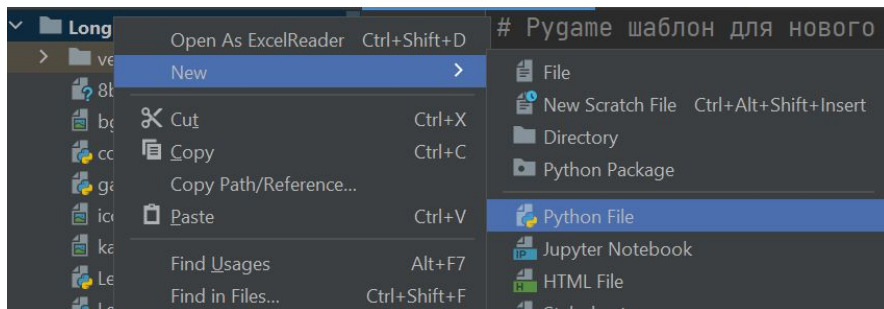 Long
Open As ExcelReader Ctrl+Shift+D
# Pygame шаблон для нового
ve
New
File
8b
New Scratch File Ctrl+Alt+Shift+Insert
bg
Cut Ctrl+X
Directory
co
Copy Ctrl+C
Python Package
ga
Copy Path/Reference...
ico
Paste Ctrl+V
Python File
ka
Jupyter Notebook
Le
Find Usages Alt+F7
HTML File
Find in Files... Ctrl+Shift+F